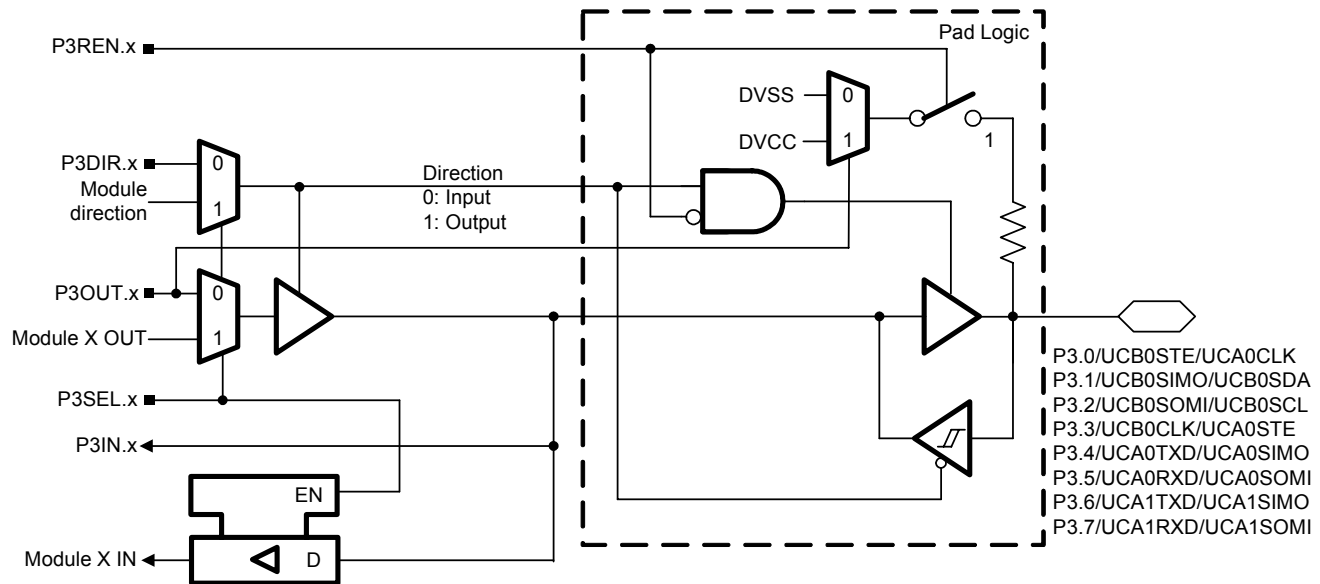 Pad Logic
P3REN.x
DVSS
0
DVCC
1
1
P3DIR.x
0
Module
direction
1
Direction
0: Input
1: Output
P3OUT.x
0
Module X OUT
1
P3SEL.x
P3IN.x
EN
Module X IN
D
P3.0/UCB0STE/UCA0CLK
P3.1/UCB0SIMO/UCB0SDA
P3.2/UCB0SOMI/UCB0SCL
P3.3/UCB0CLK/UCA0STE
P3.4/UCA0TXD/UCA0SIMO
P3.5/UCA0RXD/UCA0SOMI
P3.6/UCA1TXD/UCA1SIMO
P3.7/UCA1RXD/UCA1SOMI